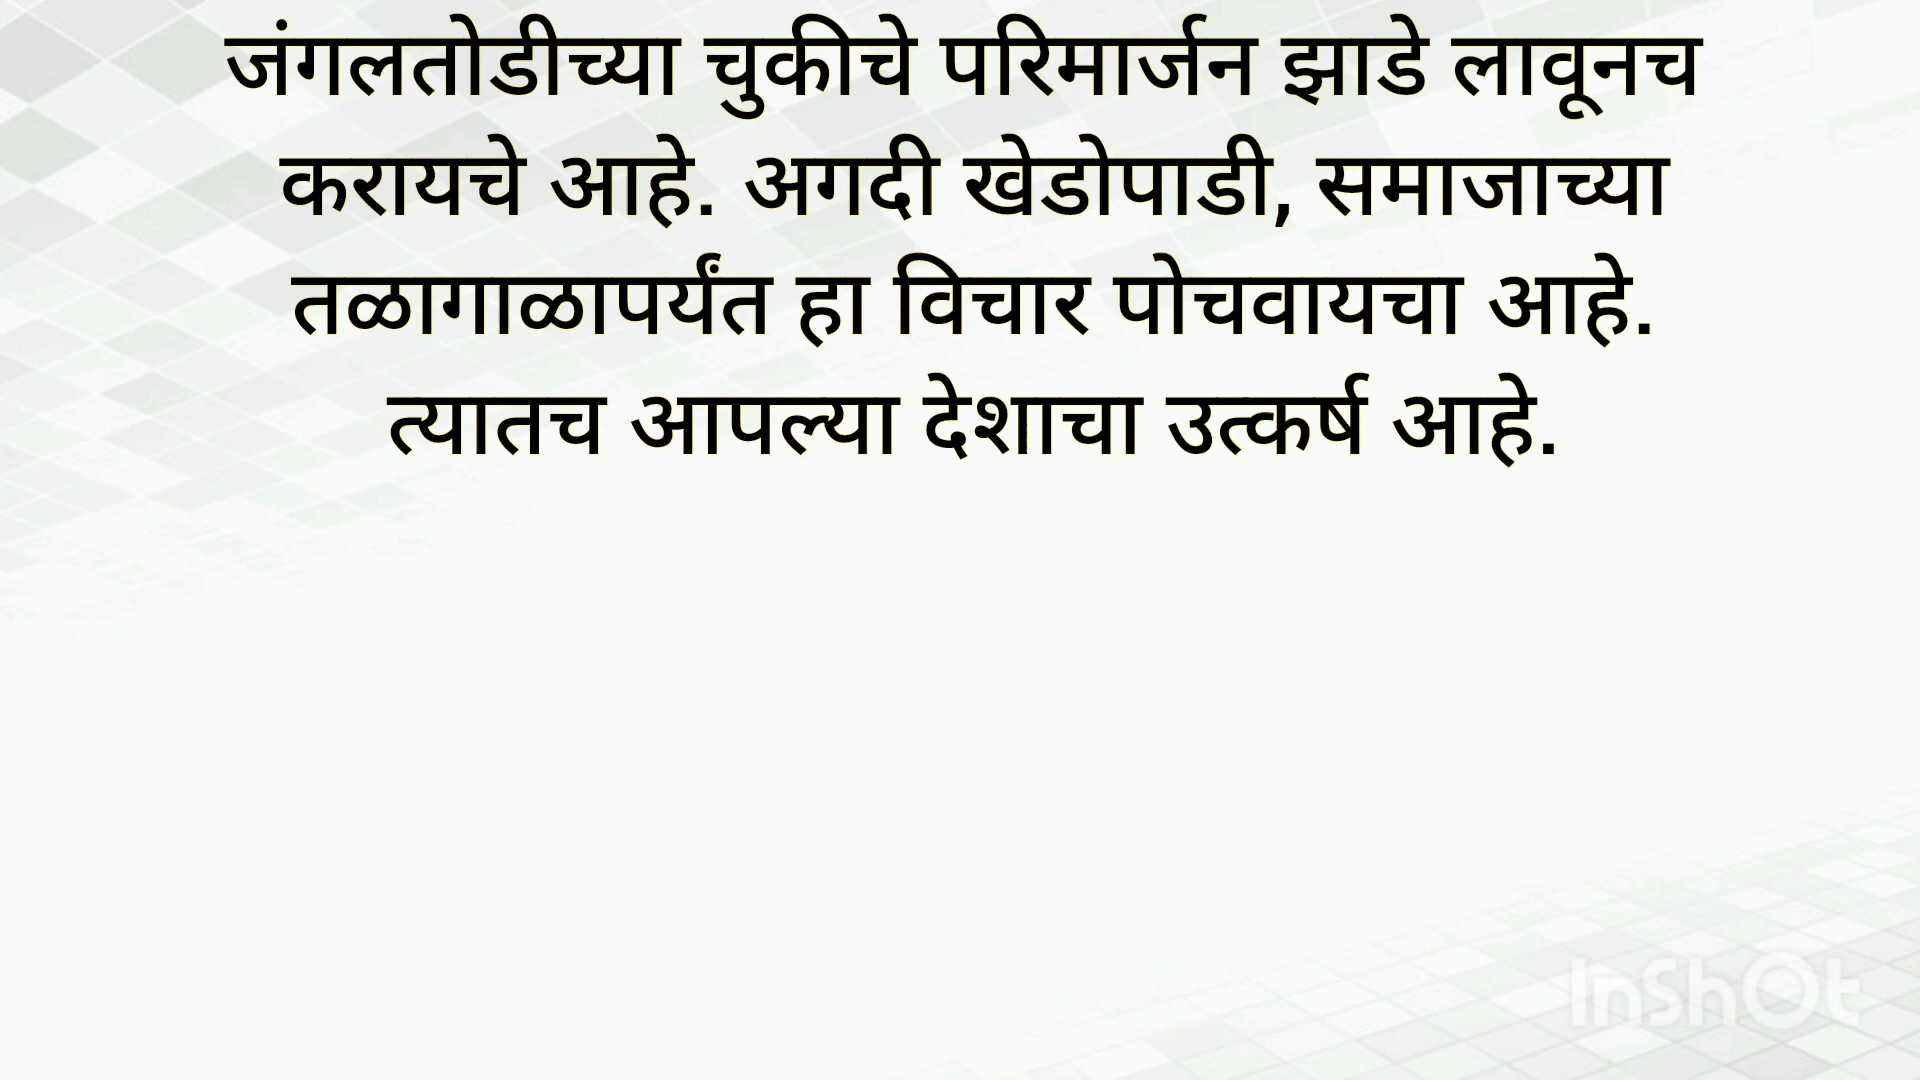 जंगलतोडीच्या चुकीचे परिमार्जन झाडे लावूनच
करायचे आहे. अगदी खेडोपाडी, समाजाच्या
तळागाळापर्यंत हा विचार पोचवायचा आहे.
त्यातच आपल्या देशाचा उत्कर्ष आहे.
InShOt